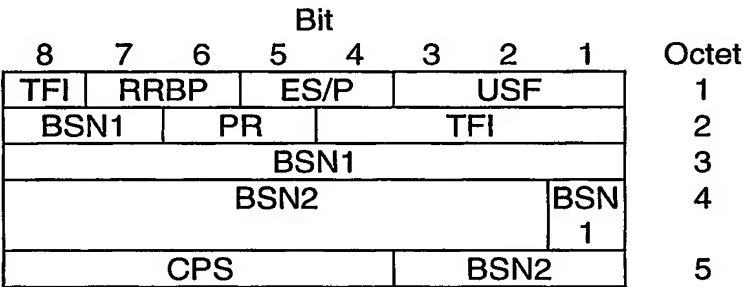 Bit
8 7 6 5 4 3 2 1 Octet
TFI RRBP ES/P USF 1
BSN1 PR TFI 2
BSN1 3
BSN2 BSN 4
1
CPS BSN2 5